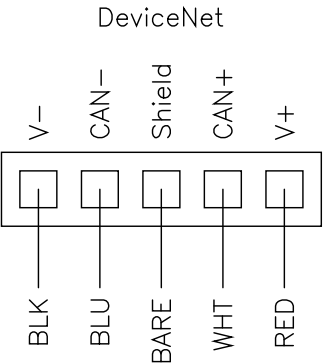 DeviceNet
V-
CAN-
Shield
CAN+
V+
BLK
BLU
BARE
WHT
RED